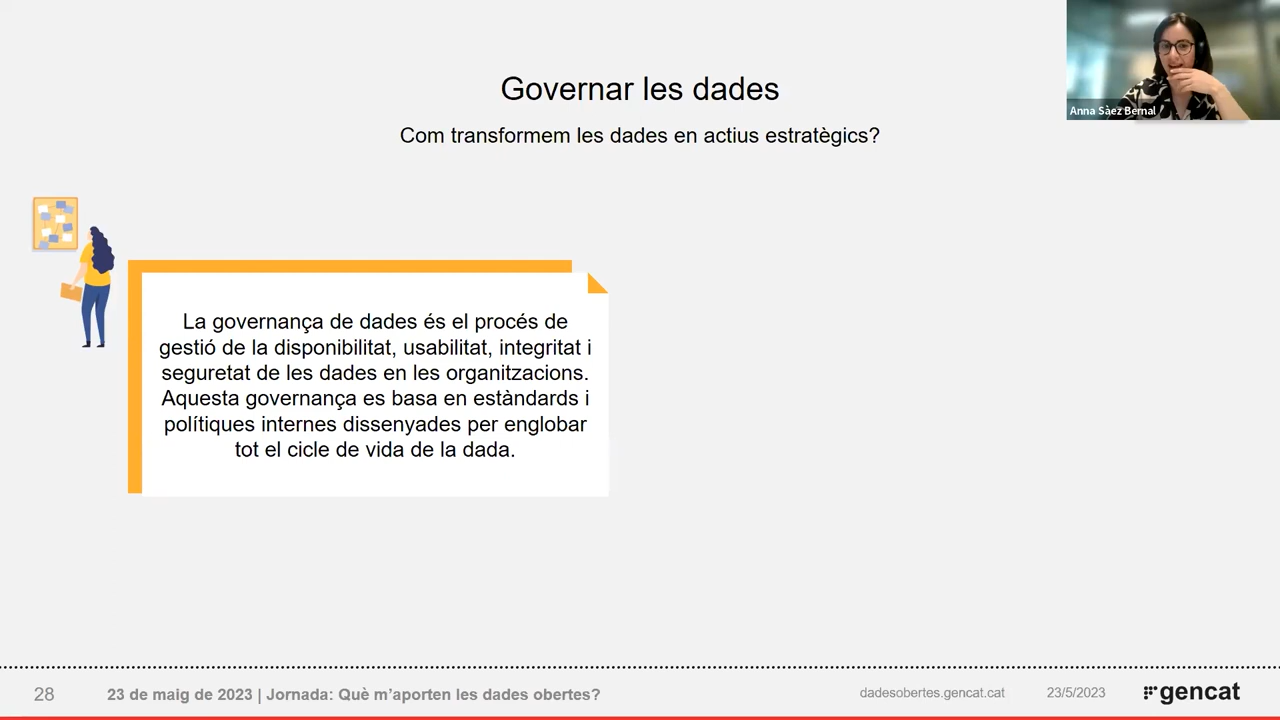 Governar les dades
Com transformem les dades en actius estratègics?
Anna Sàez Bernal
La governança de dades és el procés de
gestió de la disponibilitat, usabilitat, integritat i
seguretat de les dades en les organitzacions.
Aquesta governança es basa en estàndards i
polítiques internes dissenyades per englobar
tot el cicle de vida de la dada.
28
23 de maig de 2023 | Jornada: Què m’aporten les dades obertes?
dadesobertes.gencat.cat
23/5/2023
gencat